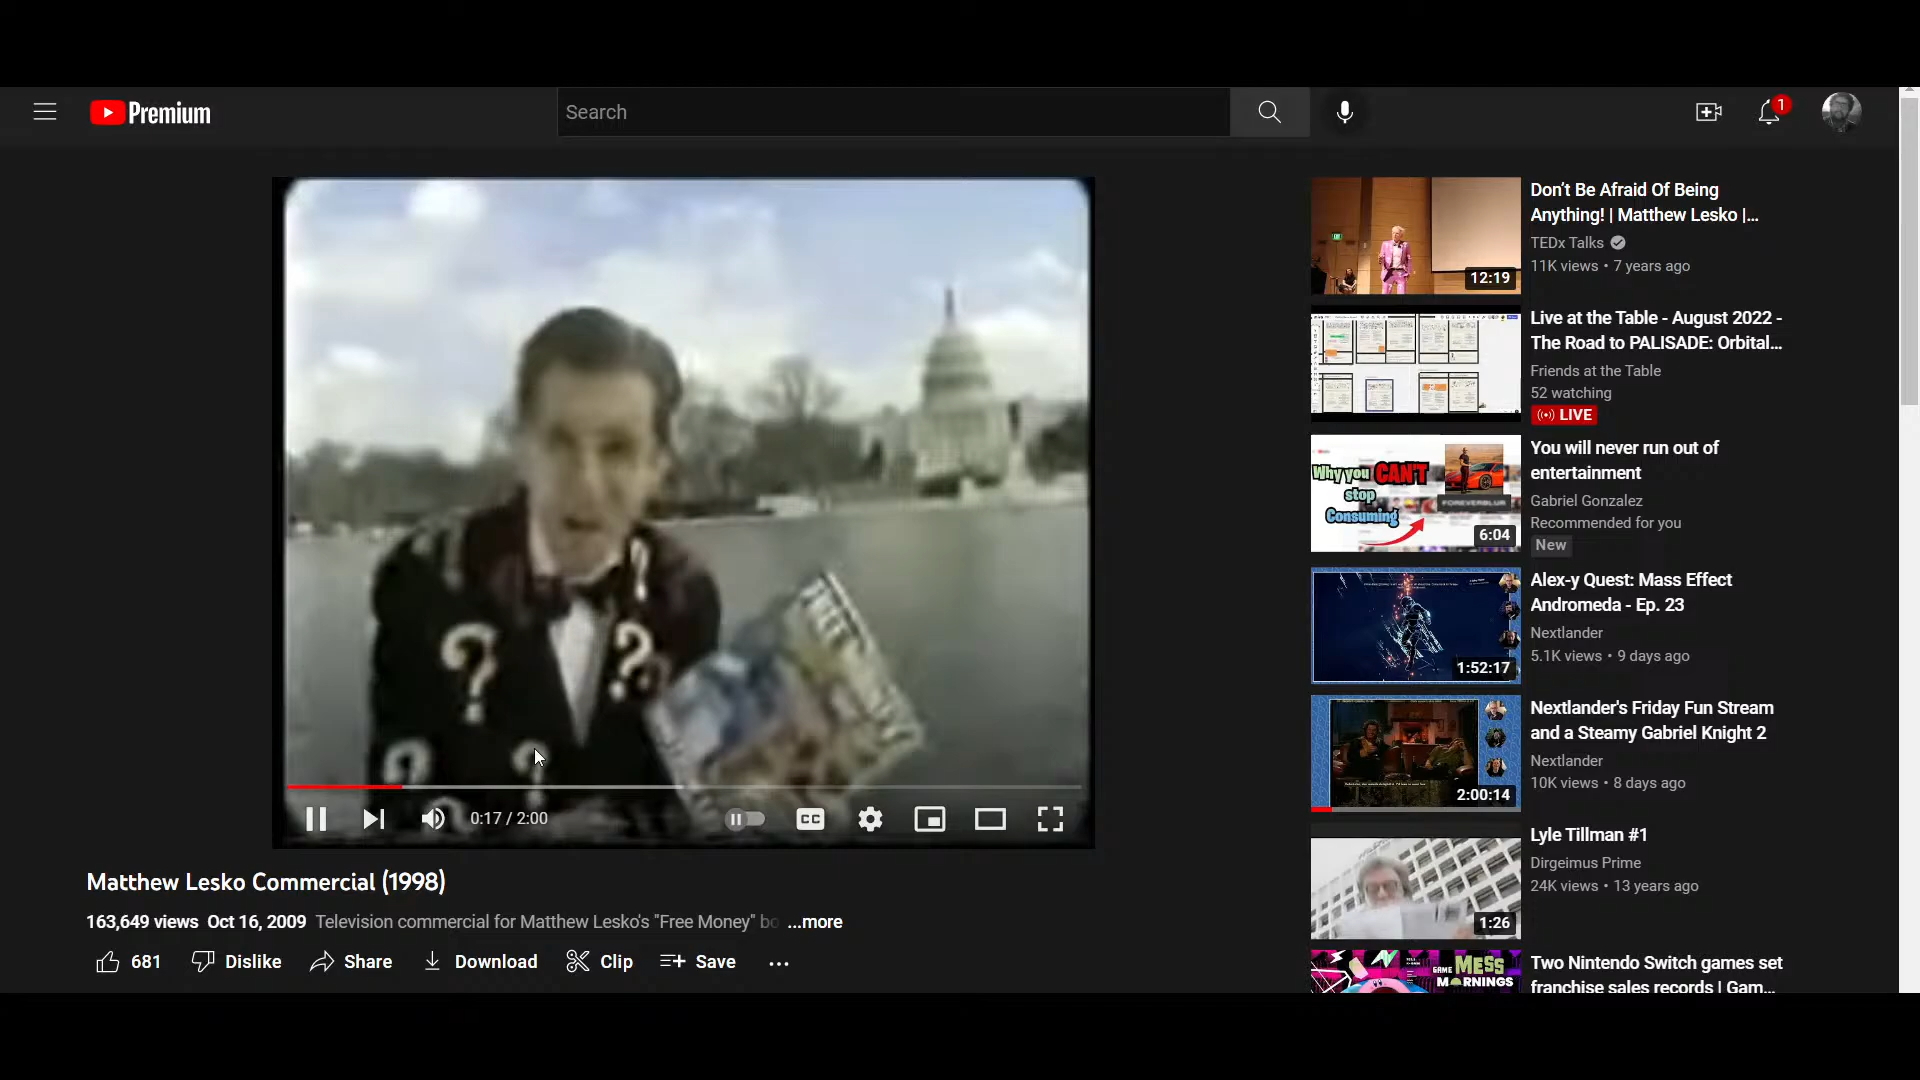 Premium
Search
1
0:17 / 2:00
CC
Matthew Lesko Commercial (1998)
163,649 views Oct 16, 2009 Television commercial for Matthew Lesko's "Free Money" bo ...more
681 Dislike Share Download Clip Save
Don't Be Afraid Of Being
Anything! | Matthew Lesko |...
TEDx Talks
11K views • 7 years ago
12:19
Live at the Table - August 2022 -
The Road to PALISADE: Orbital...
Friends at the Table
52 watching
LIVE
Why you CAN'T
stop
Consuming
FOREVERBLUR
6:04
You will never run out of
entertainment
Gabriel Gonzalez
Recommended for you
New
Alex-y Quest: Mass Effect
Andromeda - Ep. 23
Nextlander
5.1K views • 9 days ago
1:52:17
Nextlander's Friday Fun Stream
and a Steamy Gabriel Knight 2
Nextlander
10K views • 8 days ago
2:00:14
Lyle Tillman #1
Dirgeimus Prime
24K views • 13 years ago
1:26
GAME MESS
MORNINGS
Two Nintendo Switch games set
franchise sales records | Gam...